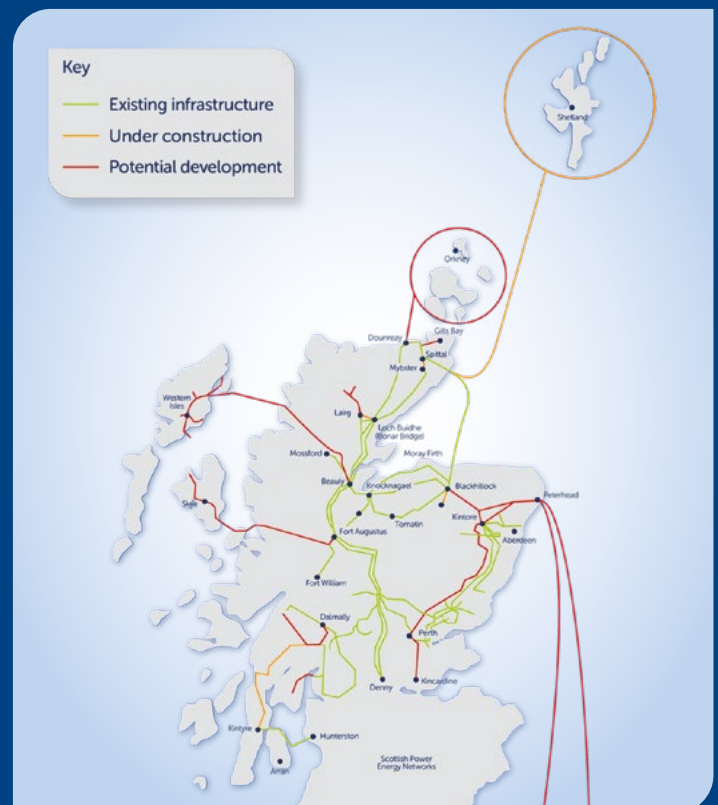 Key
Existing infrastructure
Under construction
Potential development
Shetland
Orkney
Gills Bay
Dounreay
Spittal
Mybster
Western
Isles
Lairg
Loch Buidhe
(Bonar Bridge)
Mossford
Moray Firth
Beauly
Knocknagael
Blackhillock
Peterhead
Skye
Kintore
Tomatin
Fort Augustus
Aberdeen
Fort William
Dalmally
Perth
Denny
Kincardine
Kintyre
Hunterston
Arran
Scottish Power
Energy Networks